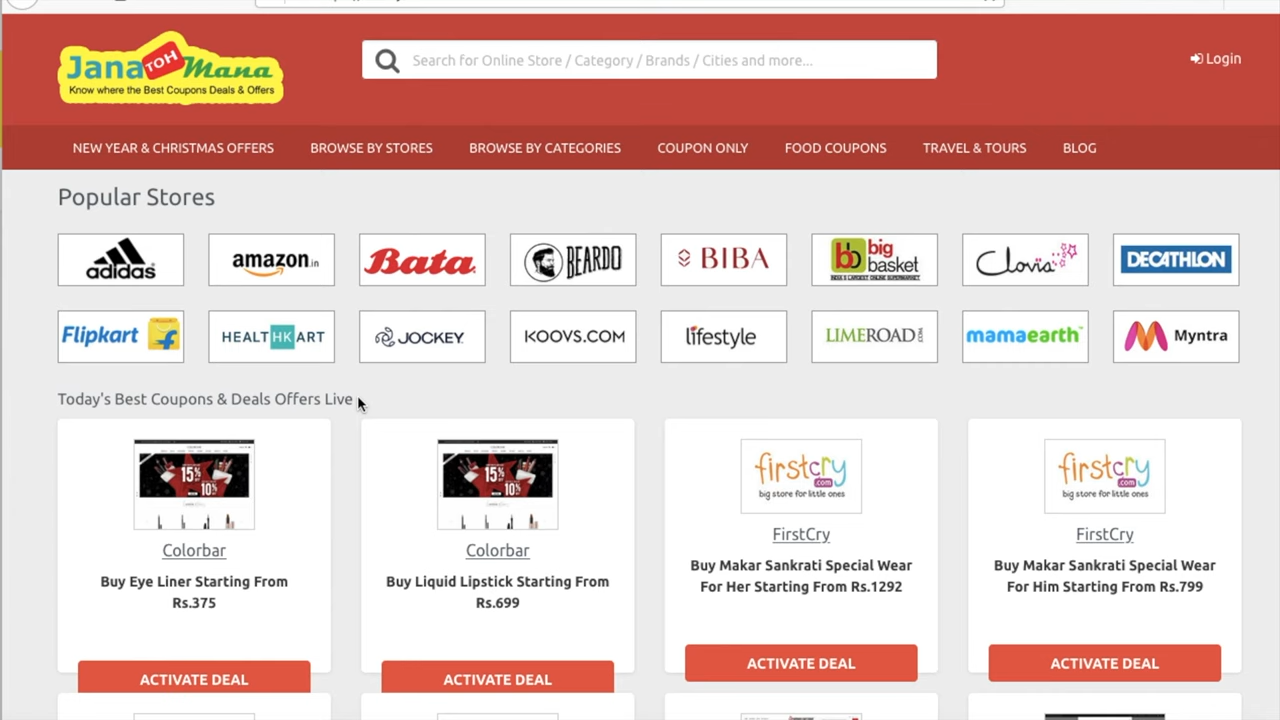 Jana TOH Mana
Know where the Best Coupons Deals & Offers
Search for Online Store / Category / Brands / Cities and more...
Login
NEW YEAR & CHRISTMAS OFFERS BROWSE BY STORES BROWSE BY CATEGORIES COUPON ONLY FOOD COUPONS TRAVEL & TOURS BLOG
Popular Stores
adidas amazon.in Bata BEARDO BIBA bb big basket Clovia DECATHLON
INDIA'S LARGEST ONLINE SUPERMARKET
Flipkart HEALTHKART JOCKEY KOOVS.COM lifestyle LIMEROAD.COM mamaearth Myntra
Today's Best Coupons & Deals Offers Live
15% 10% 15% 10% firstcry.com firstcry.com
big store for little ones big store for little ones
Colorbar Colorbar FirstCry FirstCry
Buy Eye Liner Starting From
Rs.375
Buy Liquid Lipstick Starting From
Rs.699
Buy Makar Sankrati Special Wear
For Her Starting From Rs.1292
Buy Makar Sankrati Special Wear
For Him Starting From Rs.799
ACTIVATE DEAL ACTIVATE DEAL ACTIVATE DEAL ACTIVATE DEAL